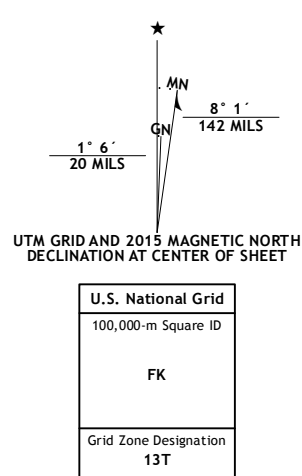 MN
GN
8° 1´
142 MILS
1° 6´
20 MILS
UTM GRID AND 2015 MAGNETIC NORTH
DECLINATION AT CENTER OF SHEET
U.S. National Grid
100,000-m Square ID
FK
Grid Zone Designation
13T